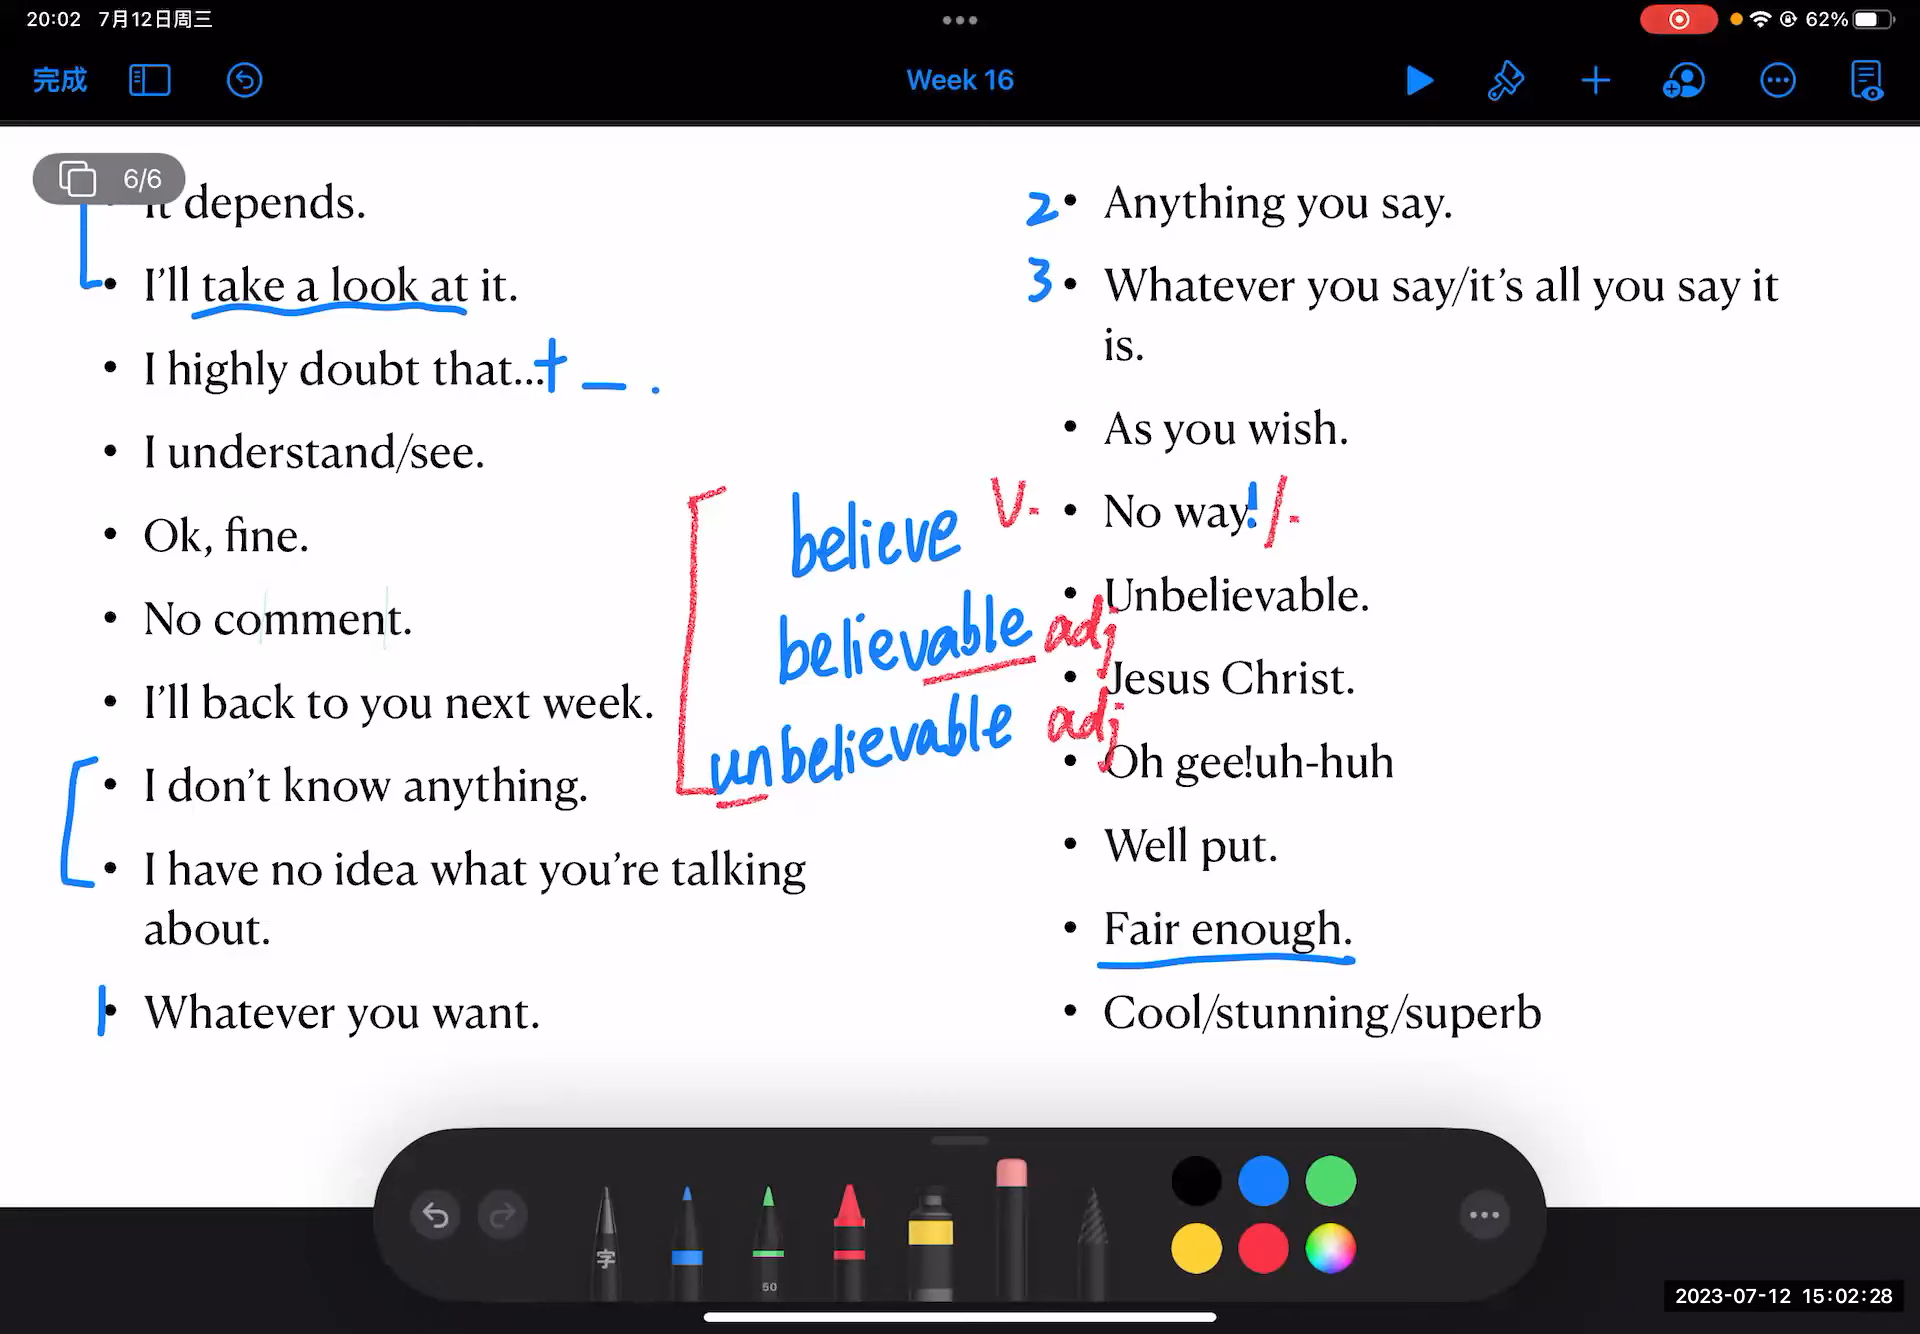 20:02 7月12日周三
62%
完成
Week 16
6/6
It depends.
I'll take a look at it.
I highly doubt that...+ _ .
I understand/see.
Ok, fine.
No comment.
I'll back to you next week.
I don't know anything.
I have no idea what you're talking
about.
1 Whatever you want.
believe v.
believable adj
unbelievable adj
2 Anything you say.
3 Whatever you say/it's all you say it
is.
As you wish.
No way! / .
Unbelievable.
Jesus Christ.
Oh gee!uh-huh
Well put.
Fair enough.
Cool/stunning/superb
字
50
2023-07-12 15:02:28